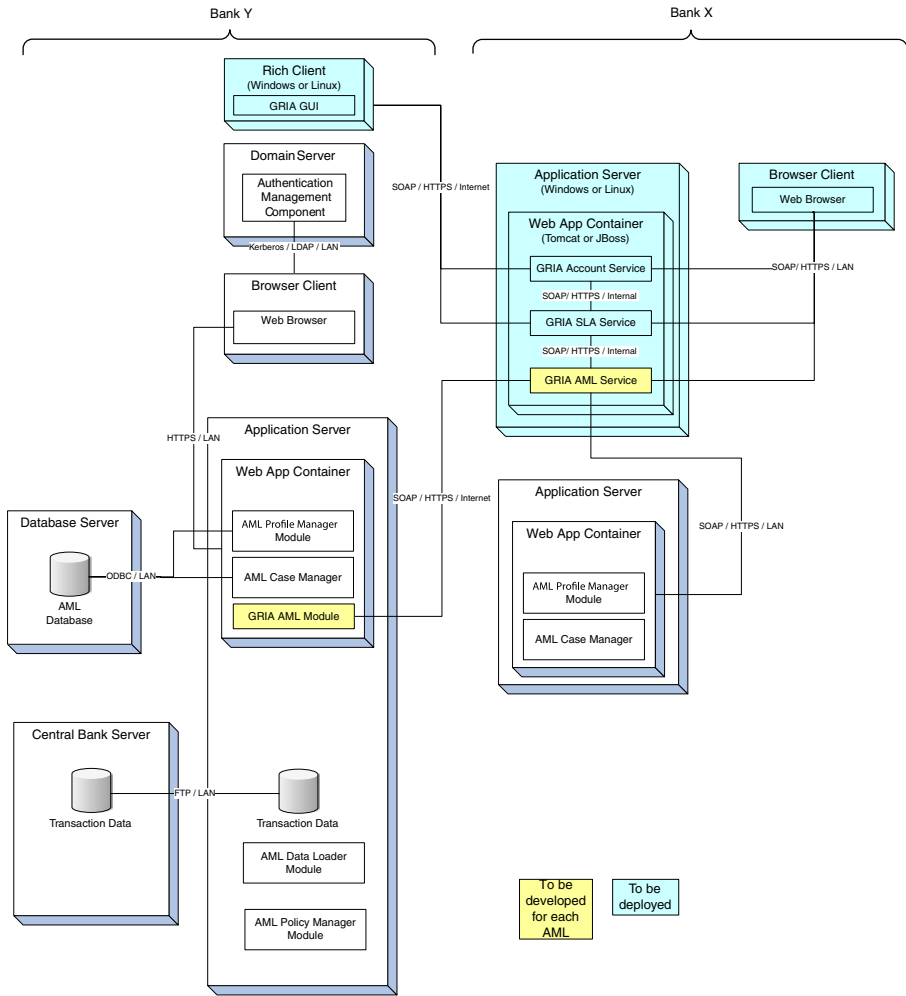 Bank Y
Bank X
Rich Client
(Windows or Linux)
GRIA GUI
Domain Server
Authentication
Management
Component
Kerberos / LDAP / LAN
Browser Client
Web Browser
HTTPS / LAN
SOAP / HTTPS / Internet
Application Server
(Windows or Linux)
Web App Container
(Tomcat or JBoss)
GRIA Account Service
SOAP/ HTTPS / Internal
GRIA SLA Service
SOAP/ HTTPS / Internal
GRIA AML Service
Browser Client
Web Browser
SOAP/ HTTPS / LAN
Application Server
Web App Container
AML Profile Manager
Module
AML Case Manager
GRIA AML Module
SOAP / HTTPS / Internet
Database Server
AML
Database
ODBC / LAN
Application Server
Web App Container
AML Profile Manager
Module
AML Case Manager
SOAP / HTTPS / LAN
Central Bank Server
Transaction Data
FTP / LAN
Transaction Data
AML Data Loader
Module
AML Policy Manager
Module
To be
developed
for each
AML
To be
deployed